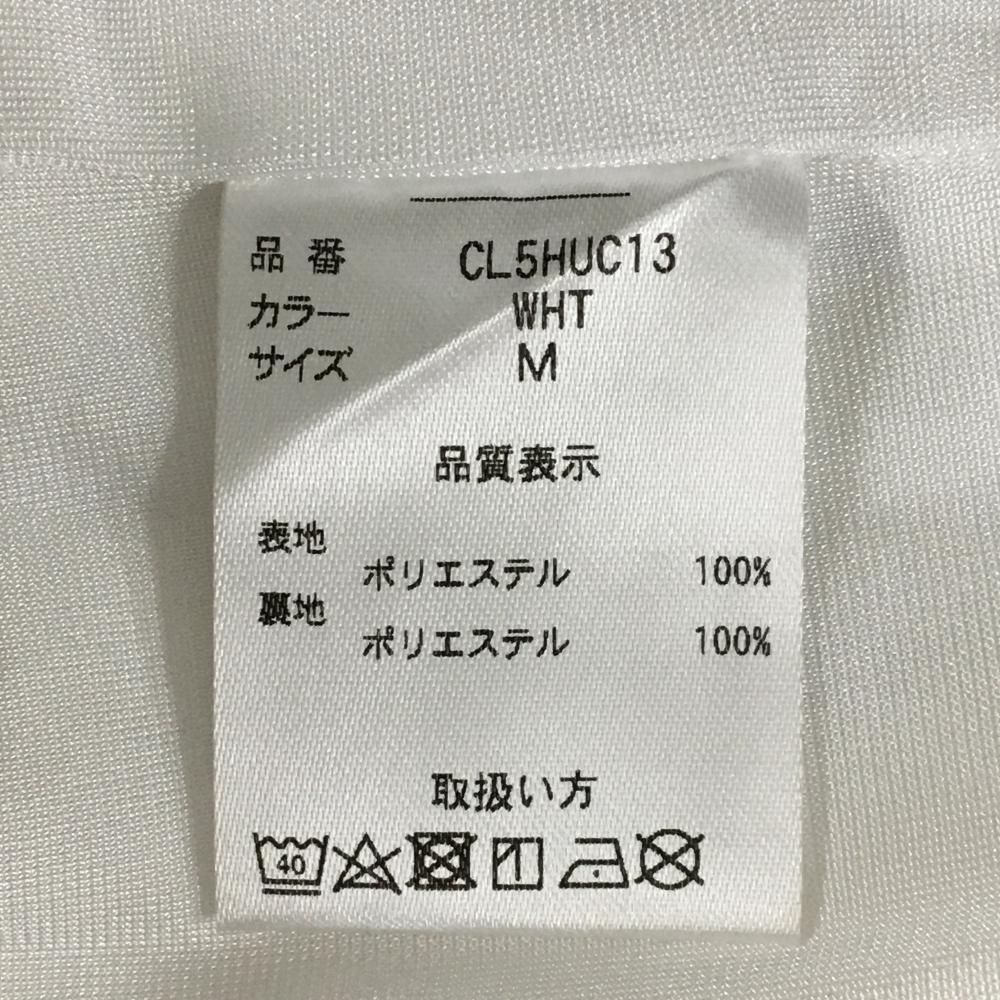 品番 CL5HUC13
カラー WHT
サイズ M
品質表示
表地
ポリエステル 100%
裏地
ポリエステル 100%
取扱い方
40